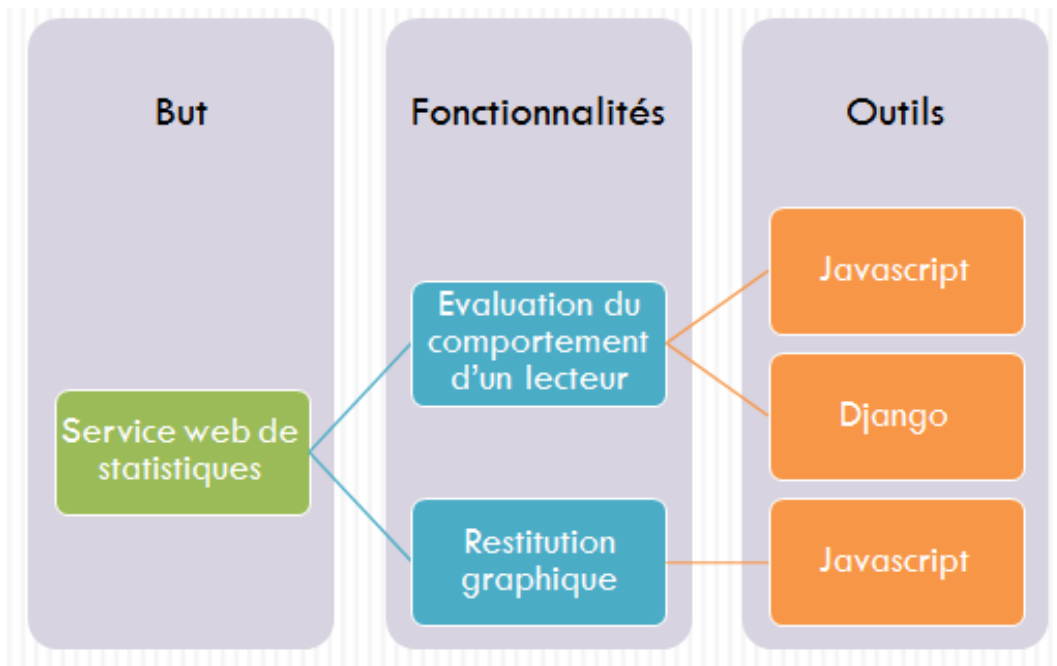 But
Fonctionnalités
Outils
Service web de
statistiques
Evaluation du
comportement
d'un lecteur
Restitution
graphique
Javascript
Django
Javascript